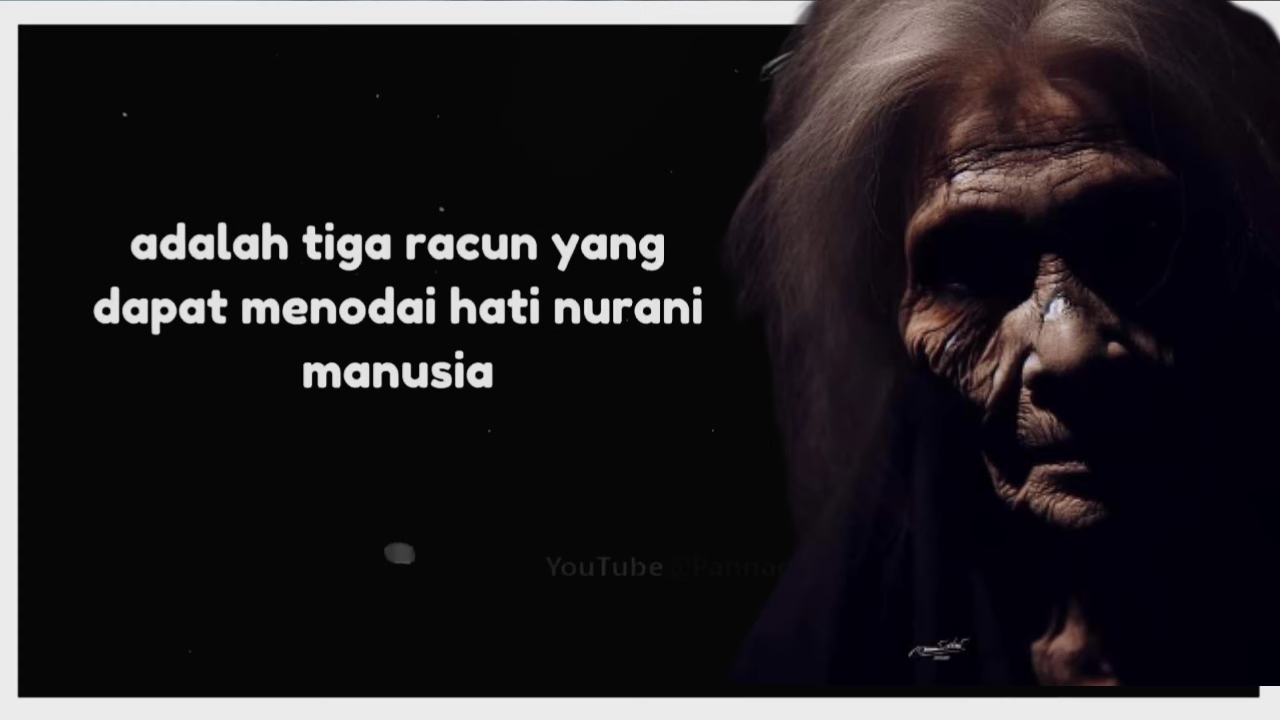 adalah tiga racun yang
dapat menodai hati nurani
manusia
YouTube